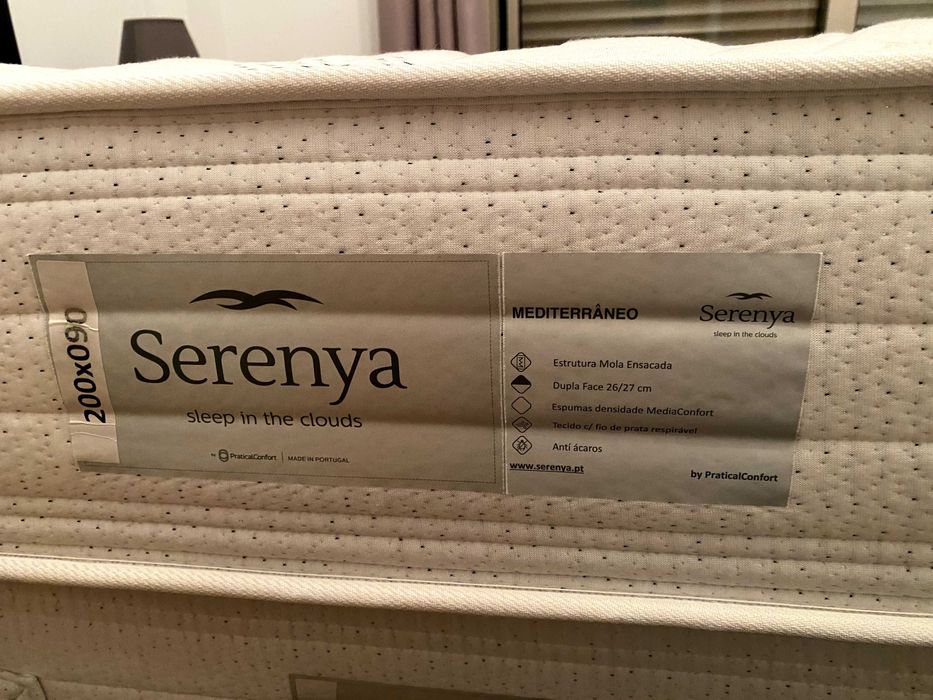 200x090
Serenya
sleep in the clouds
by PraticalConfort | MADE IN PORTUGAL
MEDITERRÂNEO
Serenya
sleep in the clouds
Estrutura Mola Ensacada
Dupla Face 26/27 cm
Espumas densidade MediaConfort
Tecido c/ fio de prata respirável
Antí ácaros
www.serenya.pt
by PraticalConfort